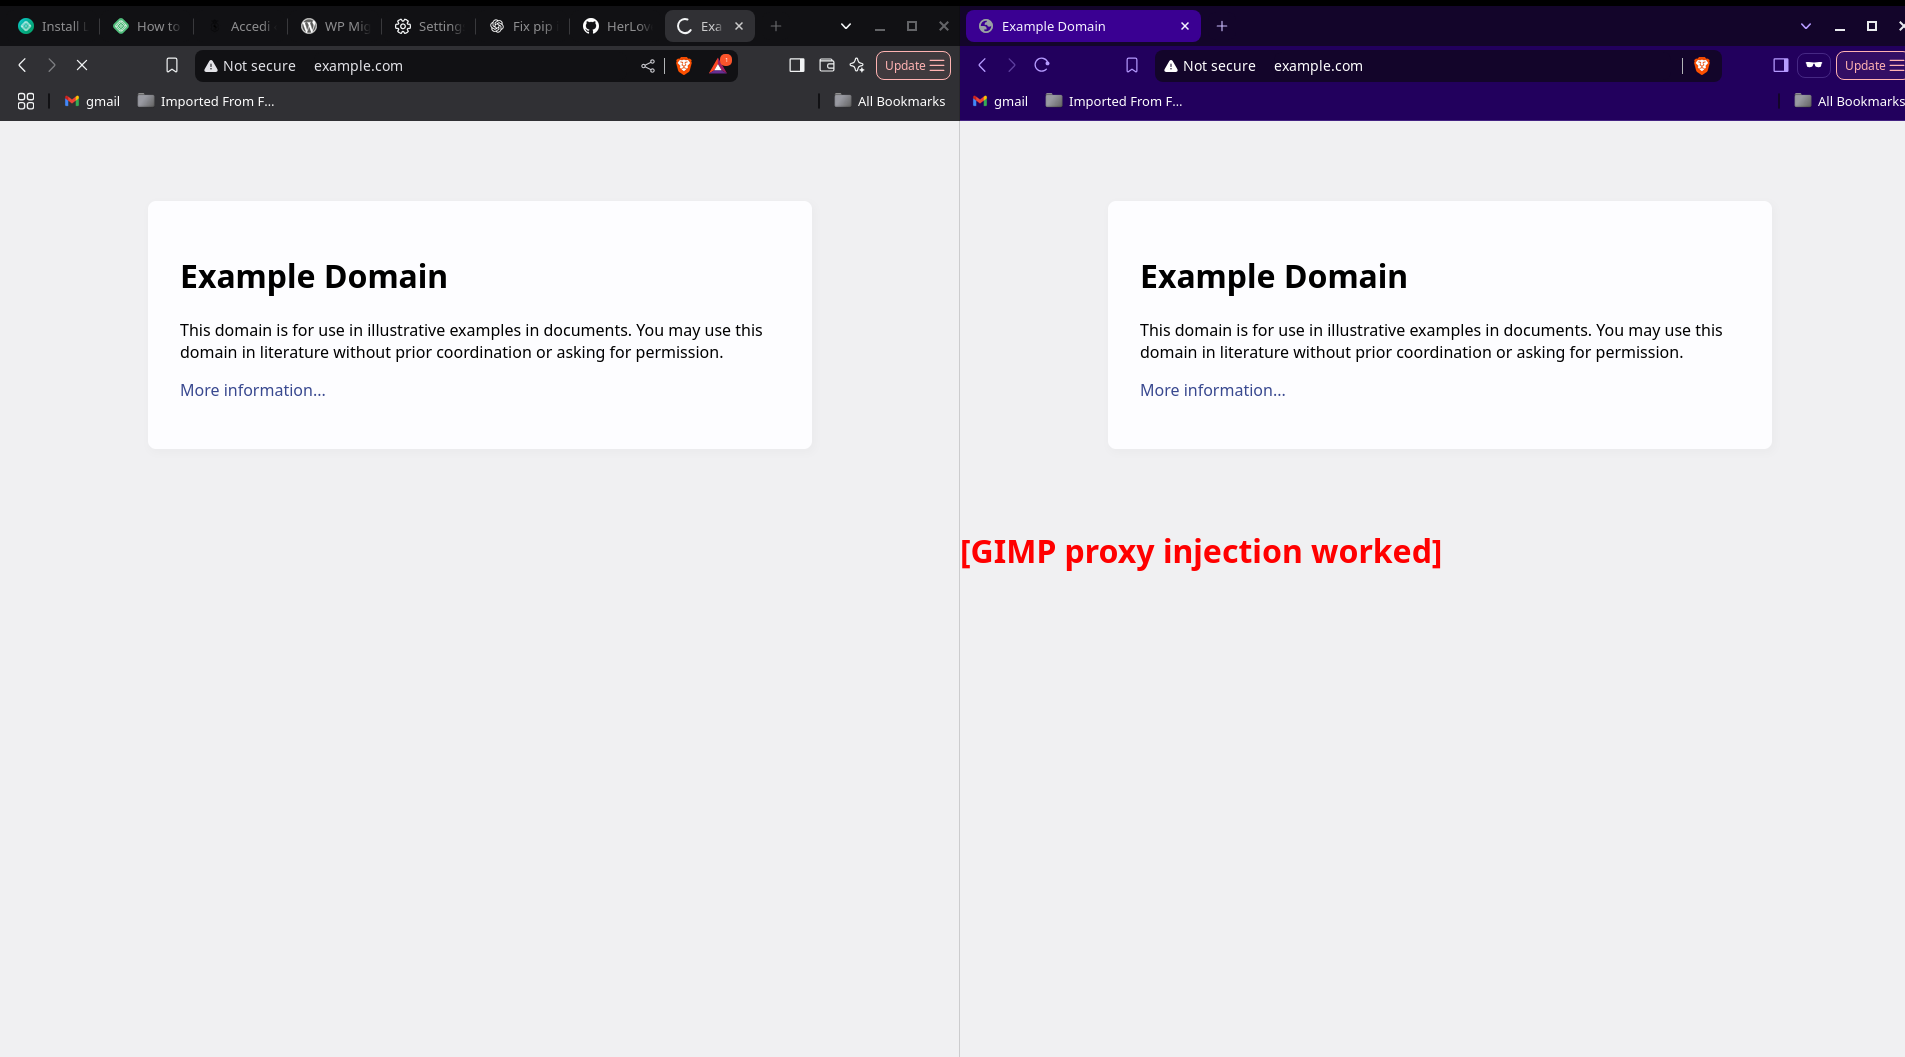 Install L
How to
Accedi
WP Mig
Setting
Fix pip
HerLov
Exa
Not secure example.com
Update
gmail
Imported From F...
All Bookmarks
Example Domain
This domain is for use in illustrative examples in documents. You may use this
domain in literature without prior coordination or asking for permission.
More information...
Example Domain
Not secure example.com
Update
gmail
Imported From F...
All Bookmarks
Example Domain
This domain is for use in illustrative examples in documents. You may use this
domain in literature without prior coordination or asking for permission.
More information...
[GIMP proxy injection worked]